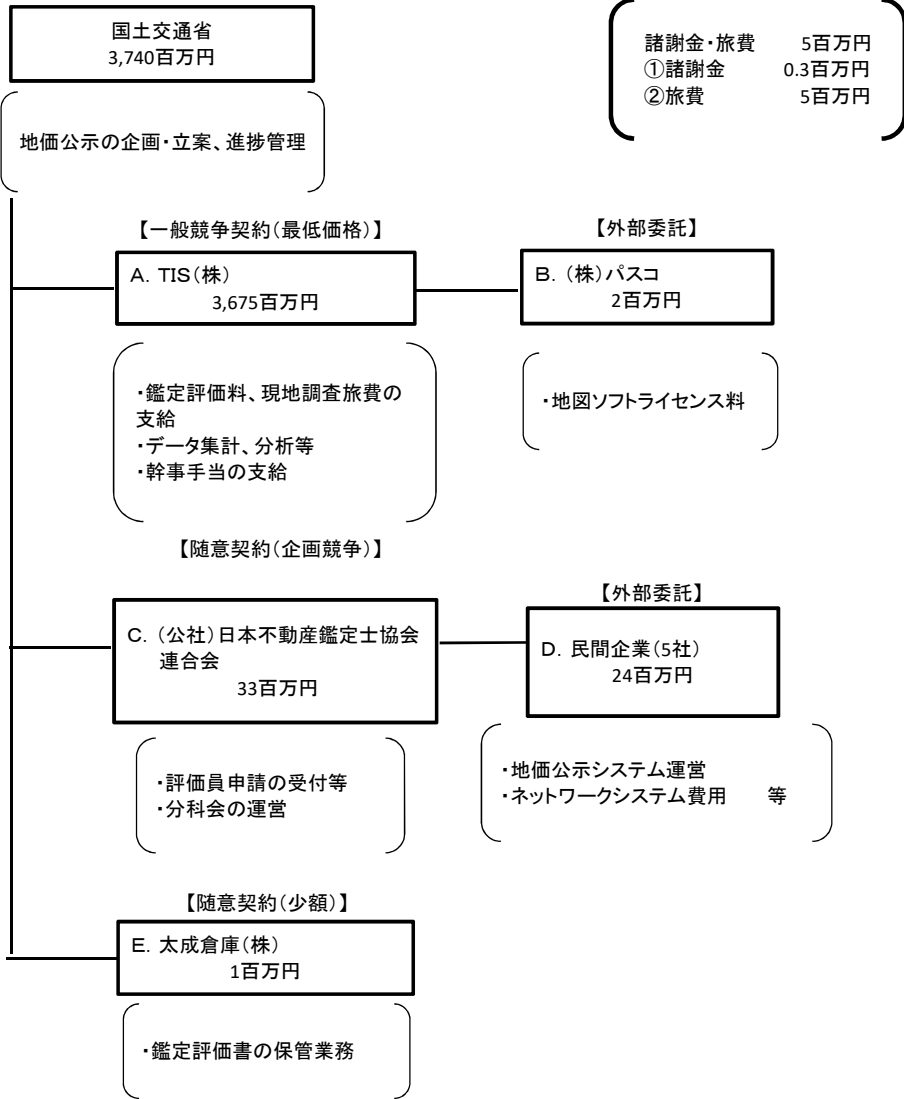 国土交通省
3,740百万円
諸謝金・旅費 5百万円
①諸謝金 0.3百万円
②旅費 5百万円
地価公示の企画・立案、進捗管理
【一般競争契約(最低価格)】
【外部委託】
A. TIS(株)
3,675百万円
B. (株)パスコ
2百万円
・鑑定評価料、現地調査旅費の
支給
・データ集計、分析等
・幹事手当の支給
・地図ソフトライセンス料
【随意契約(企画競争)】
【外部委託】
C. (公社)日本不動産鑑定士協会
連合会
33百万円
D. 民間企業(5社)
24百万円
・評価員申請の受付等
・分科会の運営
・地価公示システム運営
・ネットワークシステム費用 等
【随意契約(少額)】
E. 太成倉庫(株)
1百万円
・鑑定評価書の保管業務